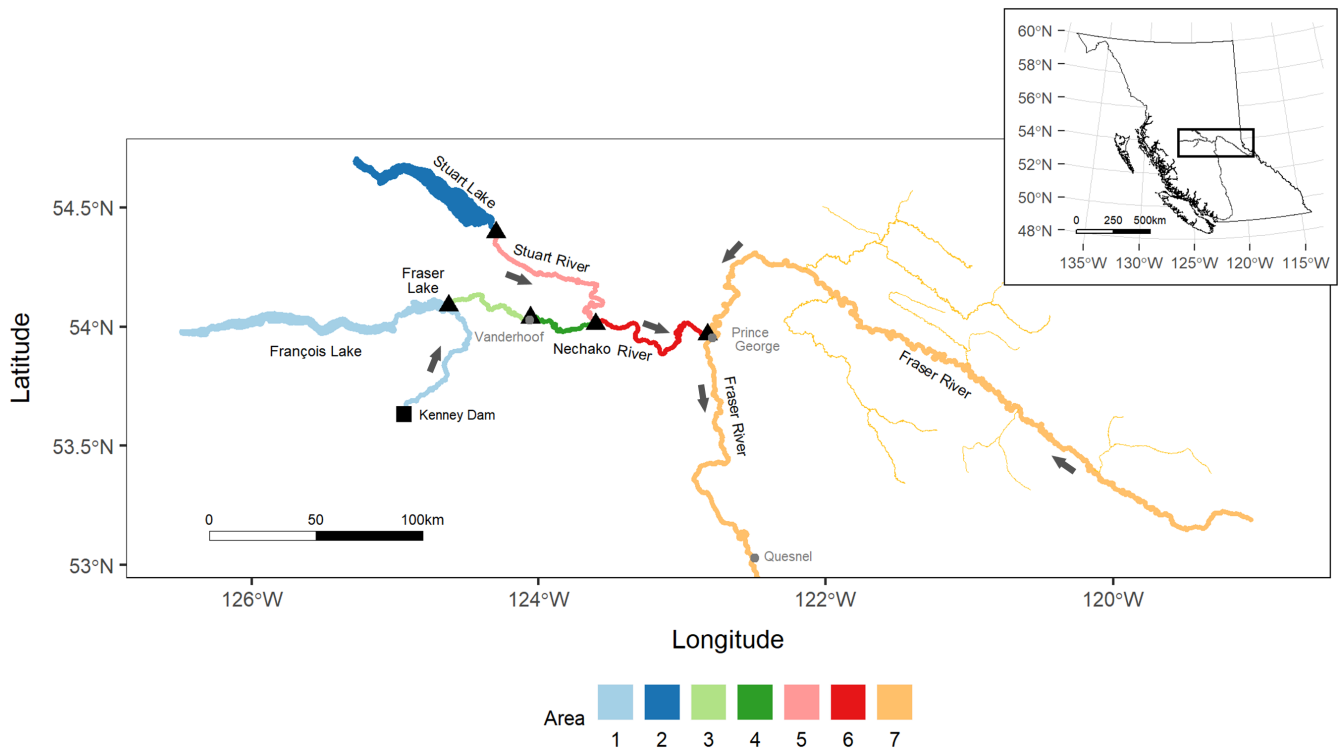 60°N
58°N
56°N
54°N
52°N
50°N
48°N
0 250 500km
135°W 130°W 125°W 120°W 115°W
Latitude
54.5°N
54°N
53.5°N
53°N
Stuart Lake
Stuart River
Fraser
Lake
Vanderhoof
François Lake
Nechako River
Prince
George
Kenney Dam
Fraser River
Fraser River
Quesnel
0 50 100km
126°W 124°W 122°W 120°W
Longitude
Area
1 2 3 4 5 6 7